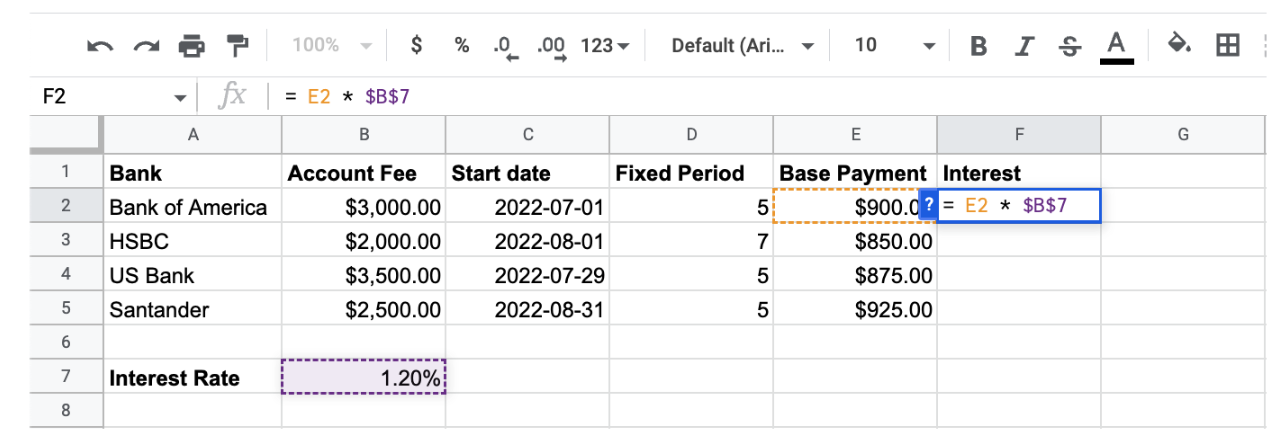 100% $ % .0 .00 123 Default (Ari... 10 B I S A
F2 fx = E2 * $B$7
A B C D E F G
1 Bank Account Fee Start date Fixed Period Base Payment Interest
2 Bank of America $3,000.00 2022-07-01 5 $900.0 ? = E2 * $B$7
3 HSBC $2,000.00 2022-08-01 7 $850.00
4 US Bank $3,500.00 2022-07-29 5 $875.00
5 Santander $2,500.00 2022-08-31 5 $925.00
6
7 Interest Rate 1.20%
8